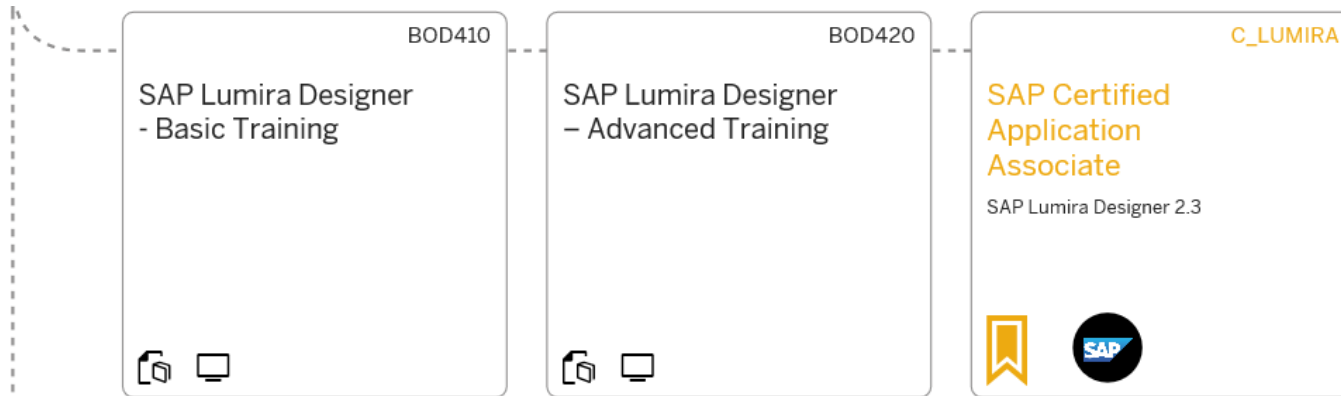 BOD410
SAP Lumira Designer
- Basic Training
BOD420
SAP Lumira Designer
– Advanced Training
C_LUMIRA
SAP Certified
Application
Associate
SAP Lumira Designer 2.3
SAP